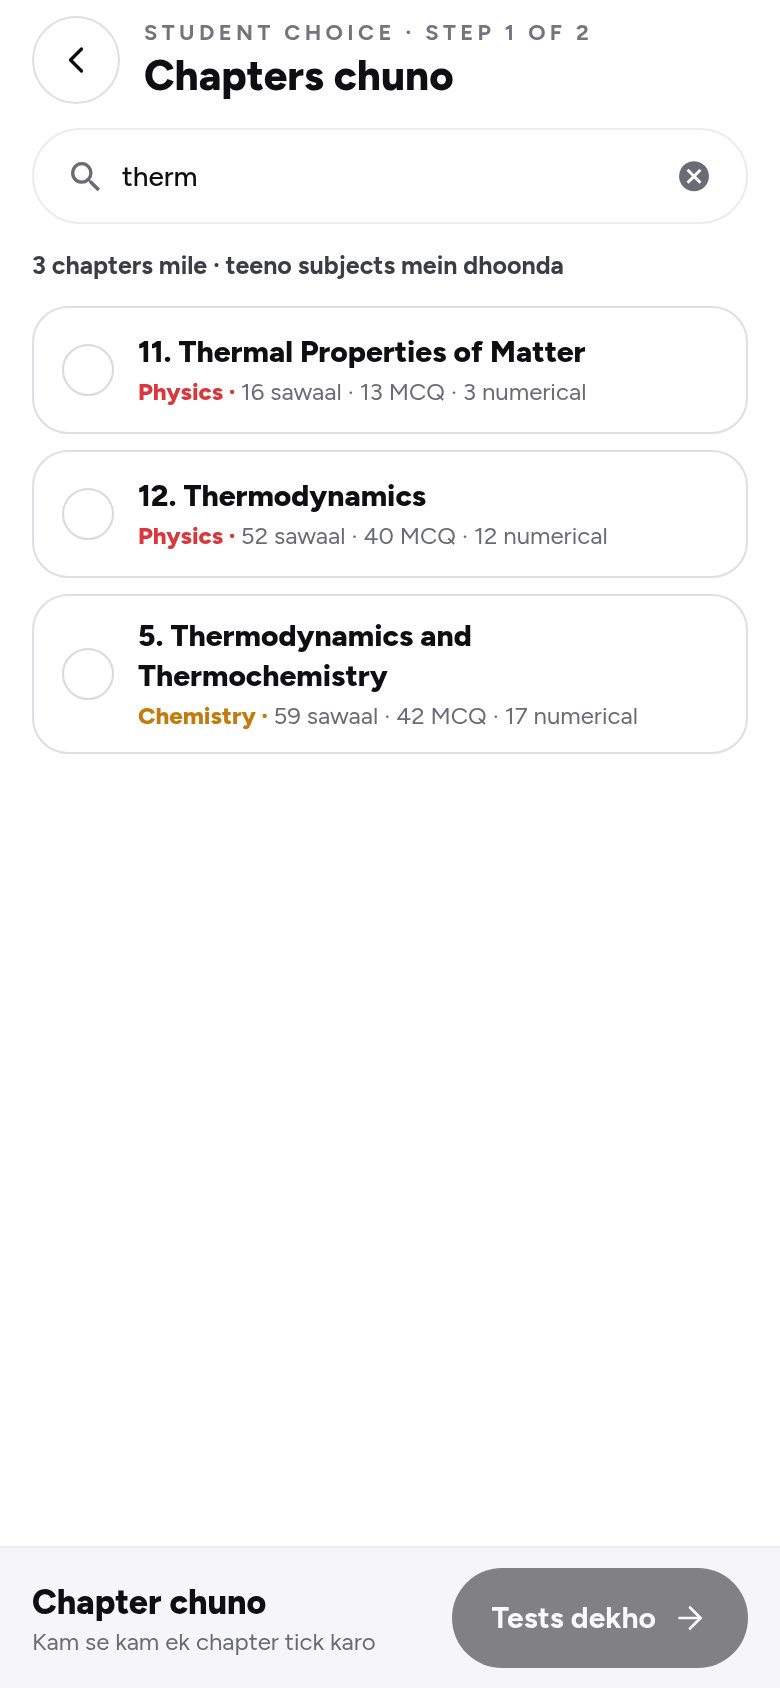 STUDENT CHOICE · STEP 1 OF 2
Chapters chuno
therm
3 chapters mile · teeno subjects mein dhoonda
11. Thermal Properties of Matter
Physics · 16 sawaal · 13 MCQ · 3 numerical
12. Thermodynamics
Physics · 52 sawaal · 40 MCQ · 12 numerical
5. Thermodynamics and
Thermochemistry
Chemistry · 59 sawaal · 42 MCQ · 17 numerical
Chapter chuno
Kam se kam ek chapter tick karo
Tests dekho →